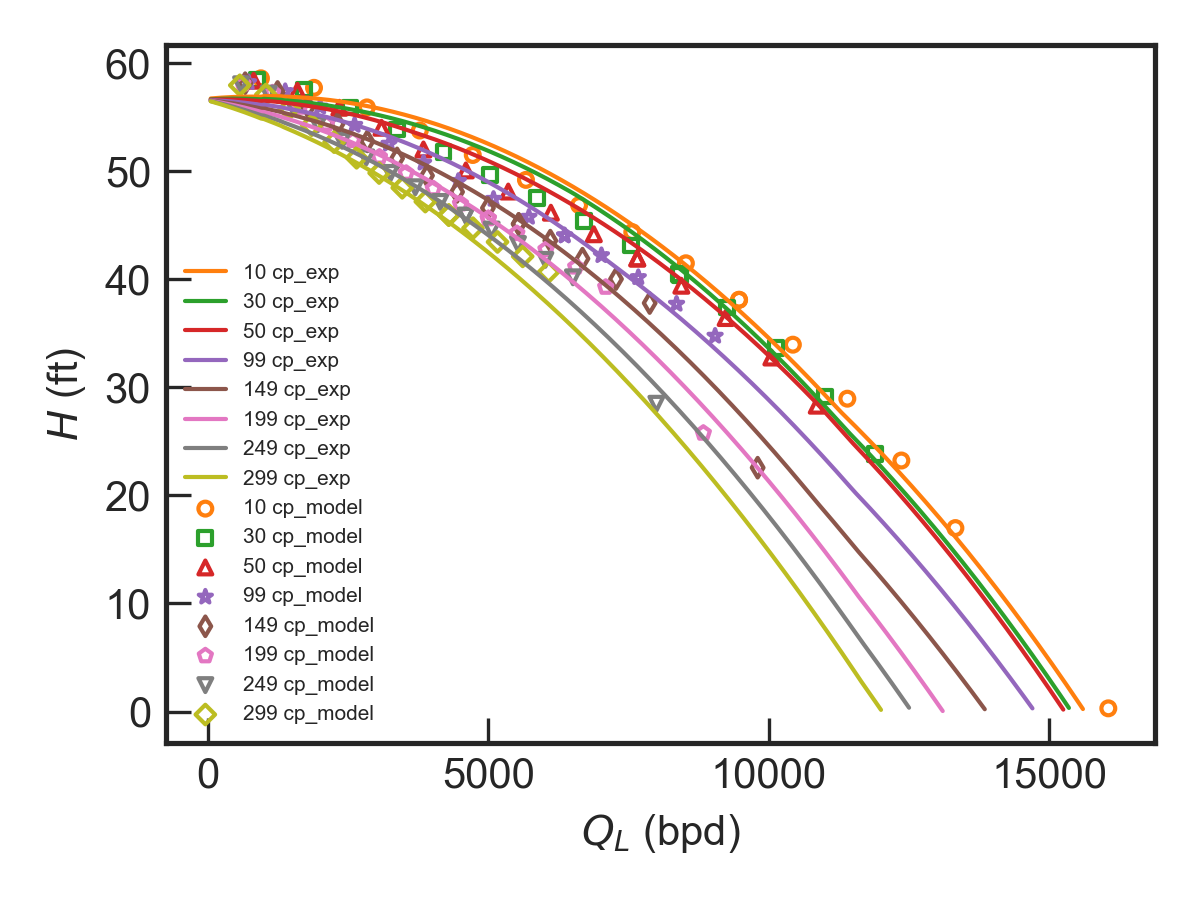 60
50
40
30
20
10
0
H (ft)
10 cp_exp
30 cp_exp
50 cp_exp
99 cp_exp
149 cp_exp
199 cp_exp
249 cp_exp
299 cp_exp
10 cp_model
30 cp_model
50 cp_model
99 cp_model
149 cp_model
199 cp_model
249 cp_model
299 cp_model
0 5000 10000 15000
Q_L (bpd)